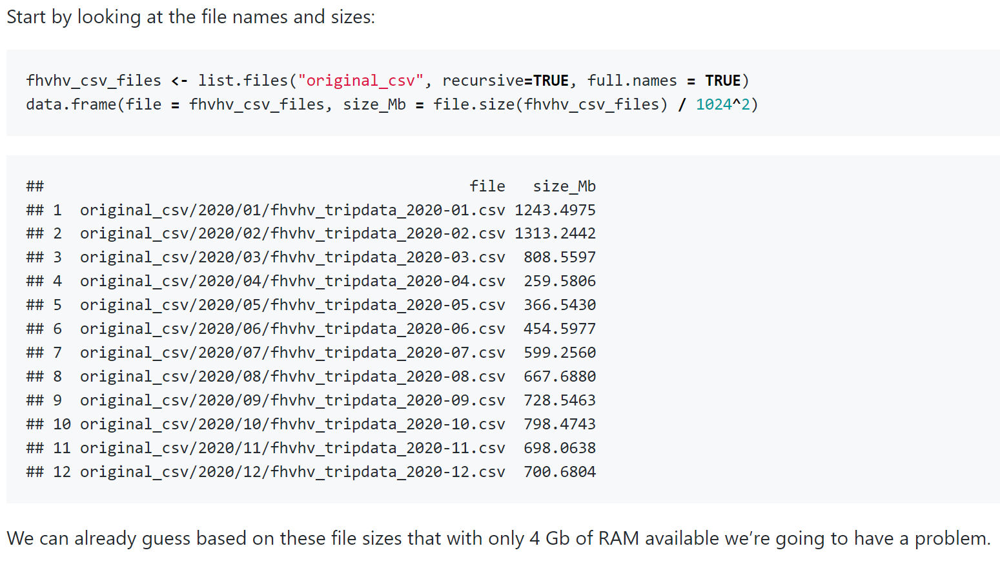 Start by looking at the file names and sizes:
fhvhv_csv_files <- list.files("original_csv", recursive=TRUE, full.names = TRUE)
data.frame(file = fhvhv_csv_files, size_Mb = file.size(fhvhv_csv_files) / 1024^2)
##                                               file   size_Mb
## 1  original_csv/2020/01/fhvhv_tripdata_2020-01.csv 1243.4975
## 2  original_csv/2020/02/fhvhv_tripdata_2020-02.csv 1313.2442
## 3  original_csv/2020/03/fhvhv_tripdata_2020-03.csv  808.5597
## 4  original_csv/2020/04/fhvhv_tripdata_2020-04.csv  259.5806
## 5  original_csv/2020/05/fhvhv_tripdata_2020-05.csv  366.5430
## 6  original_csv/2020/06/fhvhv_tripdata_2020-06.csv  454.5977
## 7  original_csv/2020/07/fhvhv_tripdata_2020-07.csv  599.2560
## 8  original_csv/2020/08/fhvhv_tripdata_2020-08.csv  667.6880
## 9  original_csv/2020/09/fhvhv_tripdata_2020-09.csv  728.5463
## 10 original_csv/2020/10/fhvhv_tripdata_2020-10.csv  798.4743
## 11 original_csv/2020/11/fhvhv_tripdata_2020-11.csv  698.0638
## 12 original_csv/2020/12/fhvhv_tripdata_2020-12.csv  700.6804
We can already guess based on these file sizes that with only 4 Gb of RAM available we’re going to have a problem.